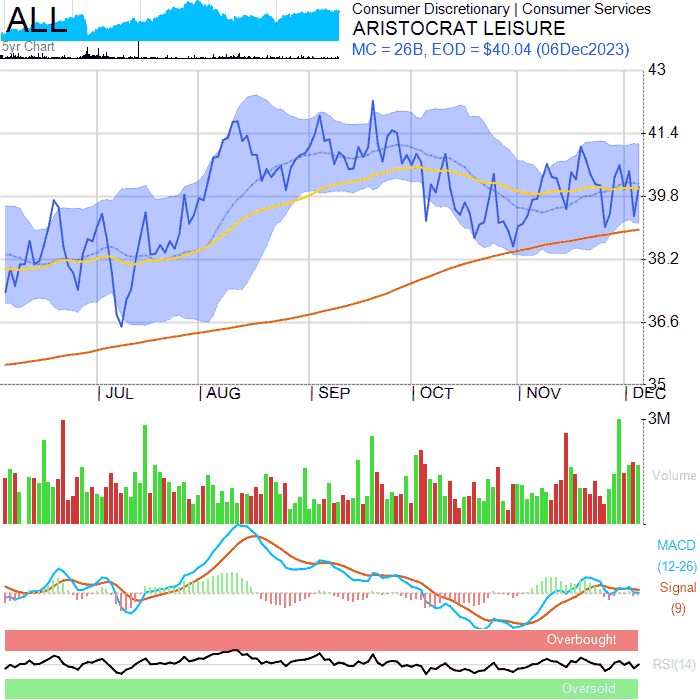 ALL
5yr Chart
Consumer Discretionary | Consumer Services
ARISTOCRAT LEISURE
MC = 26B, EOD = $40.04 (06Dec2023)
43
41.4
39.8
38.2
36.6
35
JUL
AUG
SEP
OCT
NOV
DEC
3M
Volume
MACD
(12-26)
Signal
(9)
Overbought
RSI(14)
Oversold